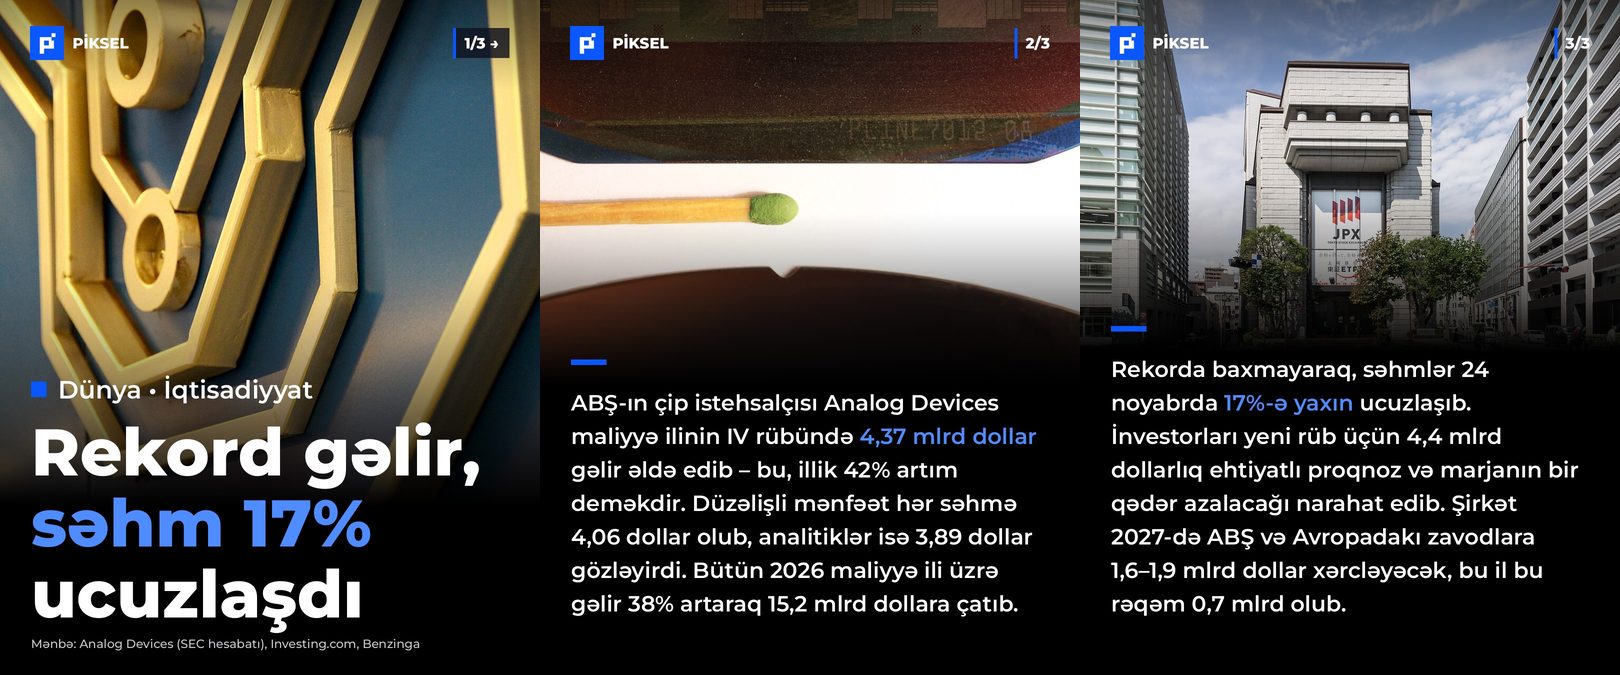 PİKSEL
1/3 →
Dünya • İqtisadiyyat
Rekord gəlir,
səhm 17%
ucuzlaşdı
Mənbə: Analog Devices (SEC hesabatı), Investing.com, Benzinga
PİKSEL
2/3
ABŞ-ın çip istehsalçısı Analog Devices
maliyyə ilinin IV rübündə 4,37 mlrd dollar
gəlir əldə edib – bu, illik 42% artım
deməkdir. Düzəlişli mənfəət hər səhmə
4,06 dollar olub, analitiklər isə 3,89 dollar
gözləyirdi. Bütün 2026 maliyyə ili üzrə
gəlir 38% artaraq 15,2 mlrd dollara çatıb.
PİKSEL
3/3
JPX
Rekorda baxmayaraq, səhmlər 24
noyabrda 17%-ə yaxın ucuzlaşıb.
İnvestorları yeni rüb üçün 4,4 mlrd
dollarlıq ehtiyatlı proqnoz və marjanın bir
qədər azalacağı narahat edib. Şirkət
2027-də ABŞ və Avropadakı zavodlara
1,6–1,9 mlrd dollar xərcləyəcək, bu il bu
rəqəm 0,7 mlrd olub.